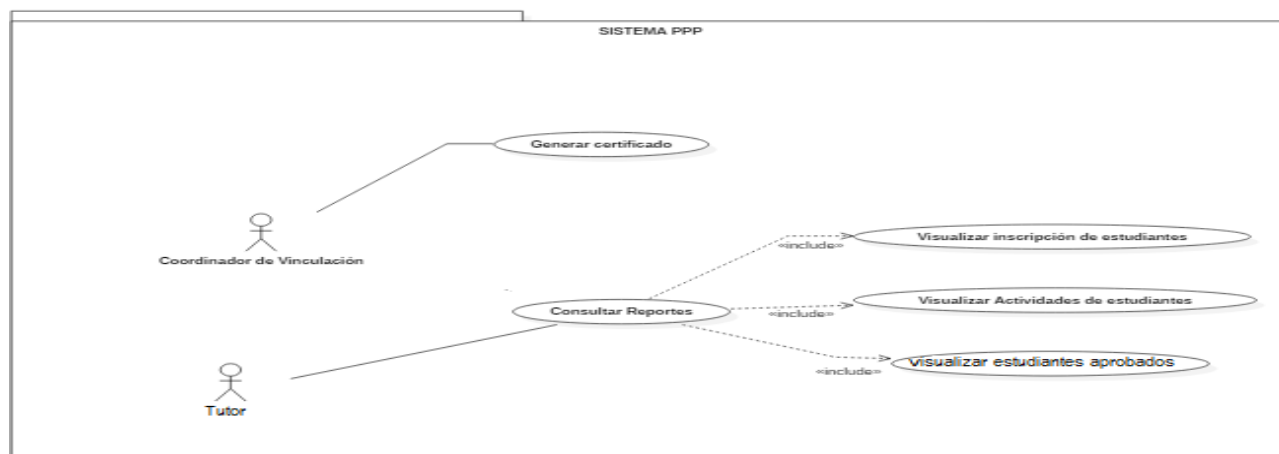 SISTEMA PPP
Generar certificado
Coordinador de Vinculación
Visualizar inscripción de estudiantes
«include»
Visualizar Actividades de estudiantes
Consultar Reportes
«include»
Visualizar estudiantes aprobados
«include»
Tutor